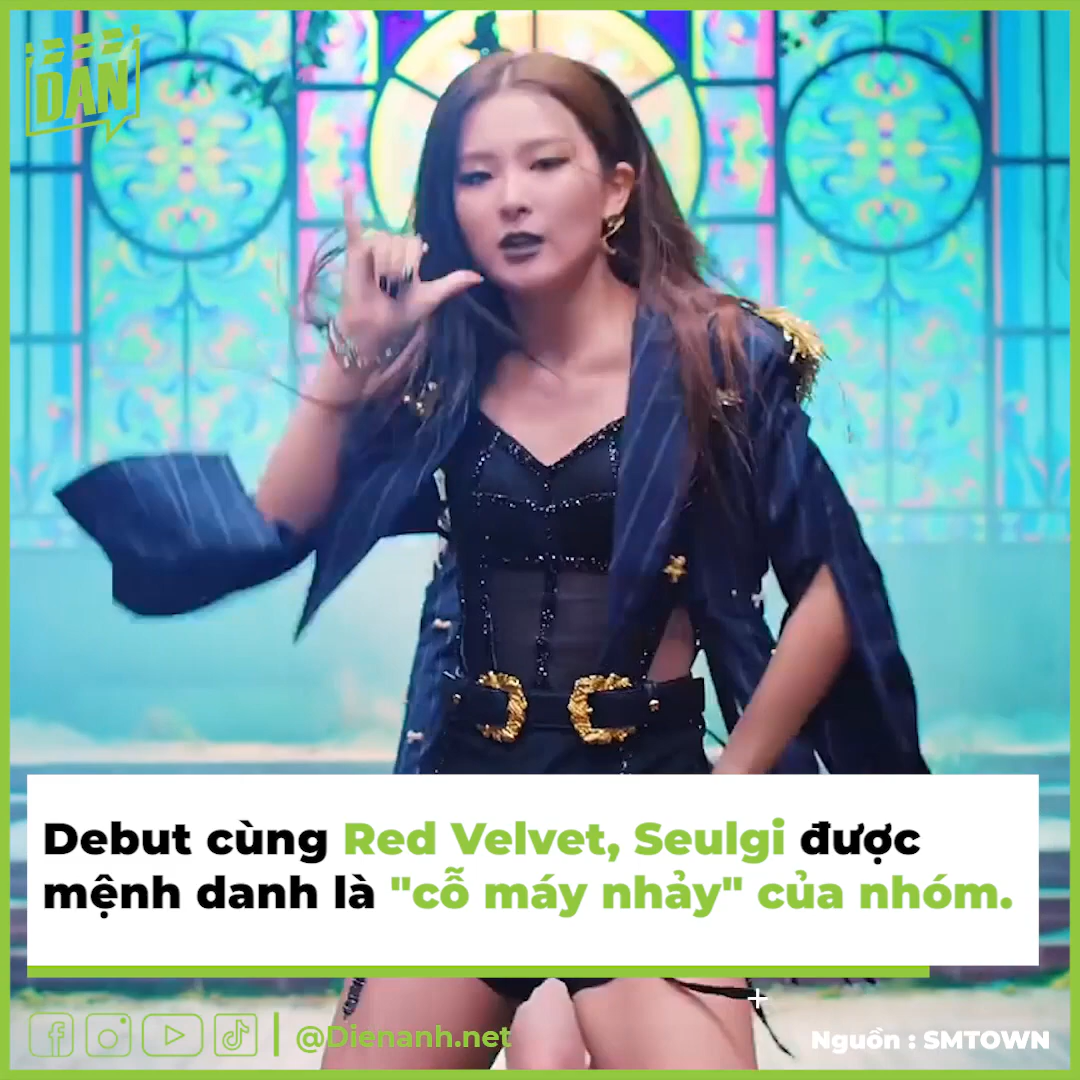 DAN
Debut cùng Red Velvet, Seulgi được
mệnh danh là "cỗ máy nhảy" của nhóm.
@Dienanh.net
Nguồn : SMTOWN